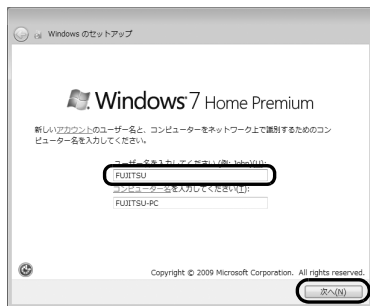 Windows のセットアップ
Windows 7 Home Premium
新しいアカウントのユーザー名と、コンピューターをネットワーク上で識別するためのコン
ピューター名を入力してください。
ユーザー名を入力してください (例: John)(U):
FUJITSU
コンピューター名を入力してください(T):
FUJITSU-PC
Copyright © 2009 Microsoft Corporation. All rights reserved.
次へ(N)